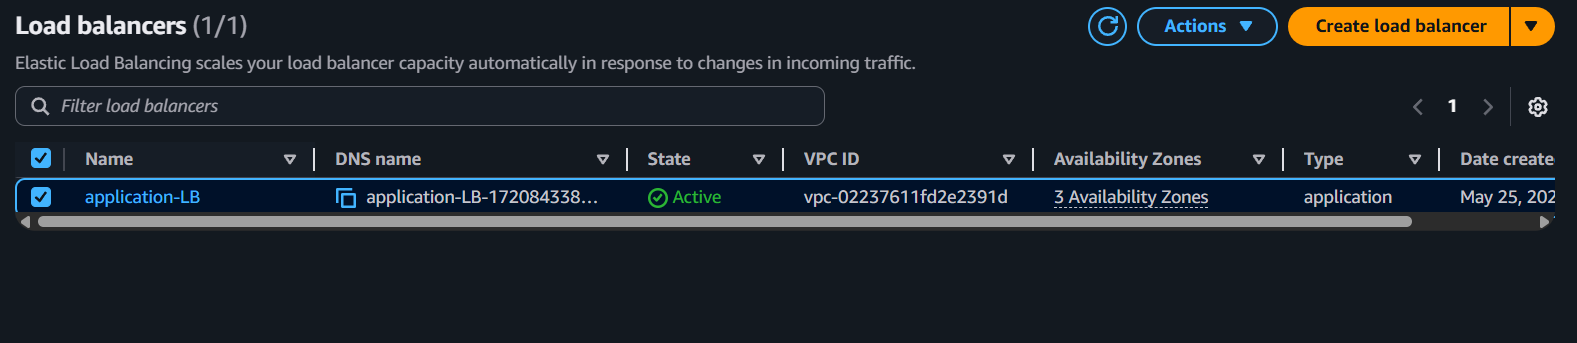 Load balancers (1/1)
Actions
Create load balancer
Elastic Load Balancing scales your load balancer capacity automatically in response to changes in incoming traffic.
Filter load balancers
1
Name DNS name State VPC ID Availability Zones Type Date create
application-LB application-LB-172084338... Active vpc-02237611fd2e2391d 3 Availability Zones application May 25, 202